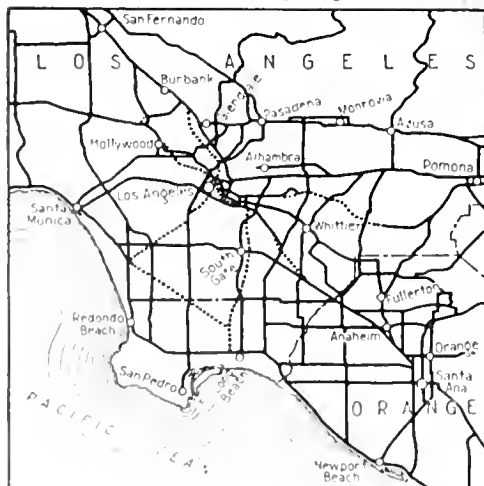 San Fernando
LOS ANGELES
Burbank
Glendale
Pasadena
Monrovia
Azusa
Hollywood
Alhambra
Pomona
Los Angeles
Santa
Monica
Whittier
South
Gate
Fullerton
Redondo
Beach
Anaheim
Orange
San Pedro
Long
Beach
Santa
Ana
ORANGE
PACIFIC OCEAN
Newport
Beach